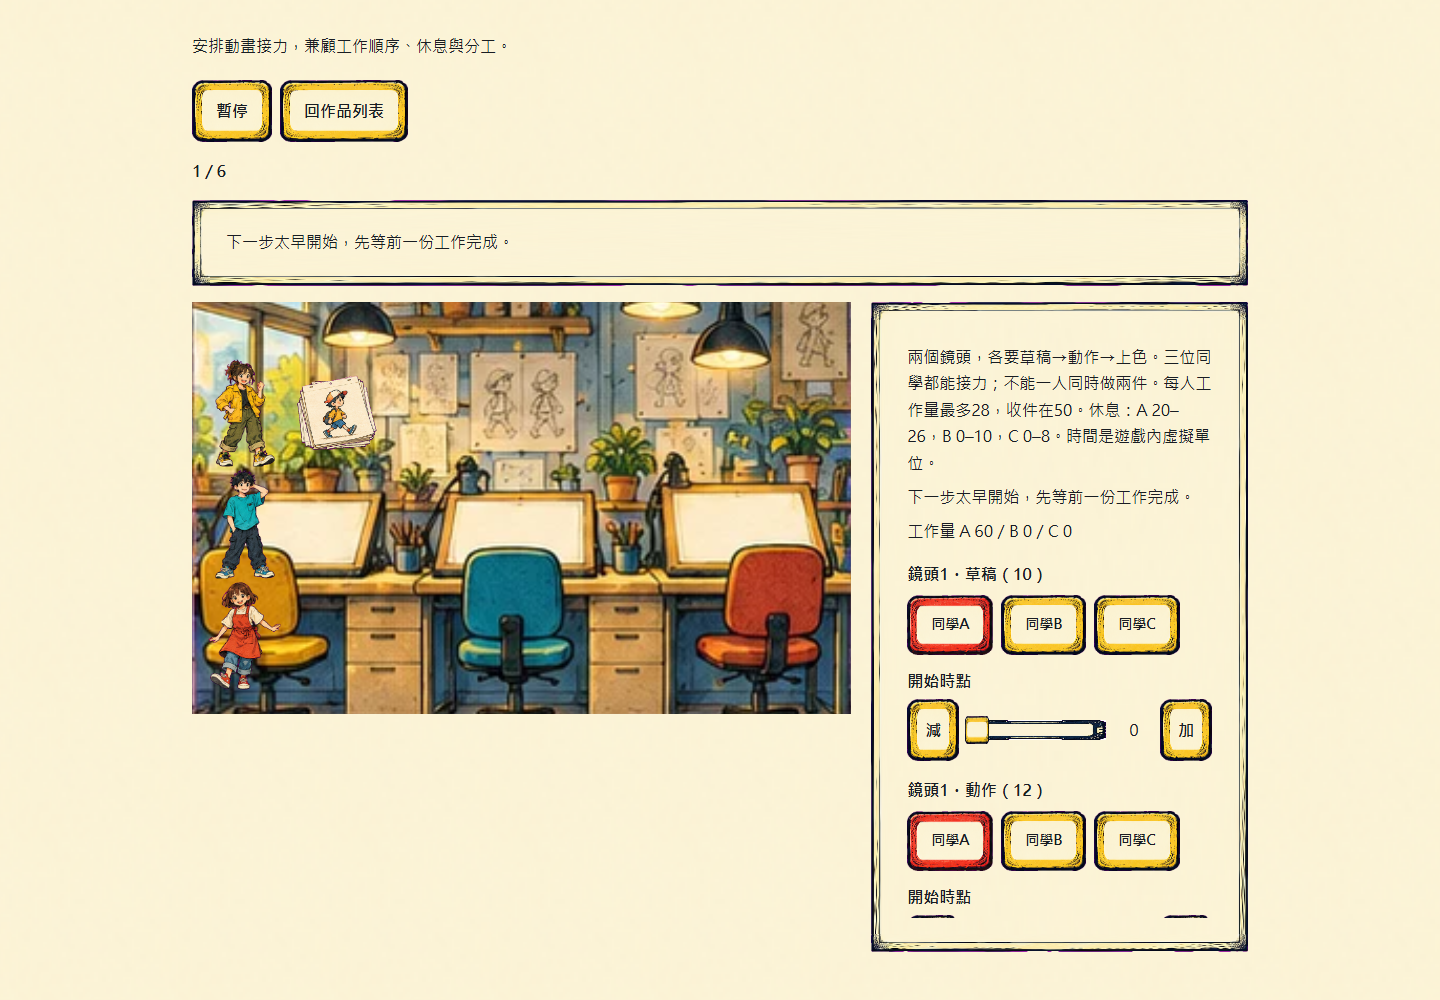 安排動畫接力，兼顧工作順序、休息與分工。
暫停
回作品列表
1 / 6
下一步太早開始，先等前一份工作完成。
兩個鏡頭，各要草稿→動作→上色。三位同
學都能接力；不能一人同時做兩件。每人工
作量最多28，收件在50。休息：A 20–
26，B 0–10，C 0–8。時間是遊戲內虛擬單
位。
下一步太早開始，先等前一份工作完成。
工作量 A 60 / B 0 / C 0
鏡頭1・草稿（10）
同學A
同學B
同學C
開始時點
減
0
加
鏡頭1・動作（12）
同學A
同學B
同學C
開始時點